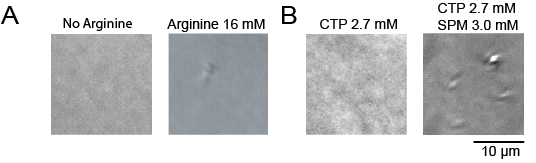 A
No Arginine
Arginine 16 mM
B
CTP 2.7 mM
CTP 2.7 mM
SPM 3.0 mM
10 µm